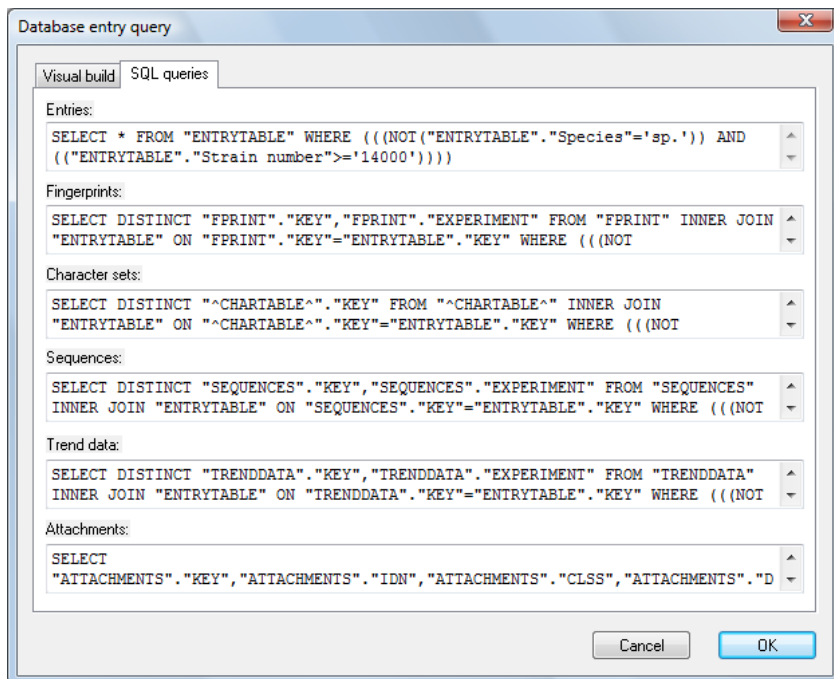 Database entry query
Visual build SQL queries
Entries:
SELECT * FROM "ENTRYTABLE" WHERE (((NOT("ENTRYTABLE"."Species"='sp.')) AND
(("ENTRYTABLE"."Strain number">='14000'))))
Fingerprints:
SELECT DISTINCT "FPRINT"."KEY","FPRINT"."EXPERIMENT" FROM "FPRINT" INNER JOIN
"ENTRYTABLE" ON "FPRINT"."KEY"="ENTRYTABLE"."KEY" WHERE (((NOT
Character sets:
SELECT DISTINCT "^CHARTABLE^"."KEY" FROM "^CHARTABLE^" INNER JOIN
"ENTRYTABLE" ON "^CHARTABLE^"."KEY"="ENTRYTABLE"."KEY" WHERE (((NOT
Sequences:
SELECT DISTINCT "SEQUENCES"."KEY","SEQUENCES"."EXPERIMENT" FROM "SEQUENCES"
INNER JOIN "ENTRYTABLE" ON "SEQUENCES"."KEY"="ENTRYTABLE"."KEY" WHERE (((NOT
Trend data:
SELECT DISTINCT "TRENDDATA"."KEY","TRENDDATA"."EXPERIMENT" FROM "TRENDDATA"
INNER JOIN "ENTRYTABLE" ON "TRENDDATA"."KEY"="ENTRYTABLE"."KEY" WHERE (((NOT
Attachments:
SELECT
"ATTACHMENTS"."KEY","ATTACHMENTS"."IDN","ATTACHMENTS"."CLSS","ATTACHMENTS"."D
Cancel OK